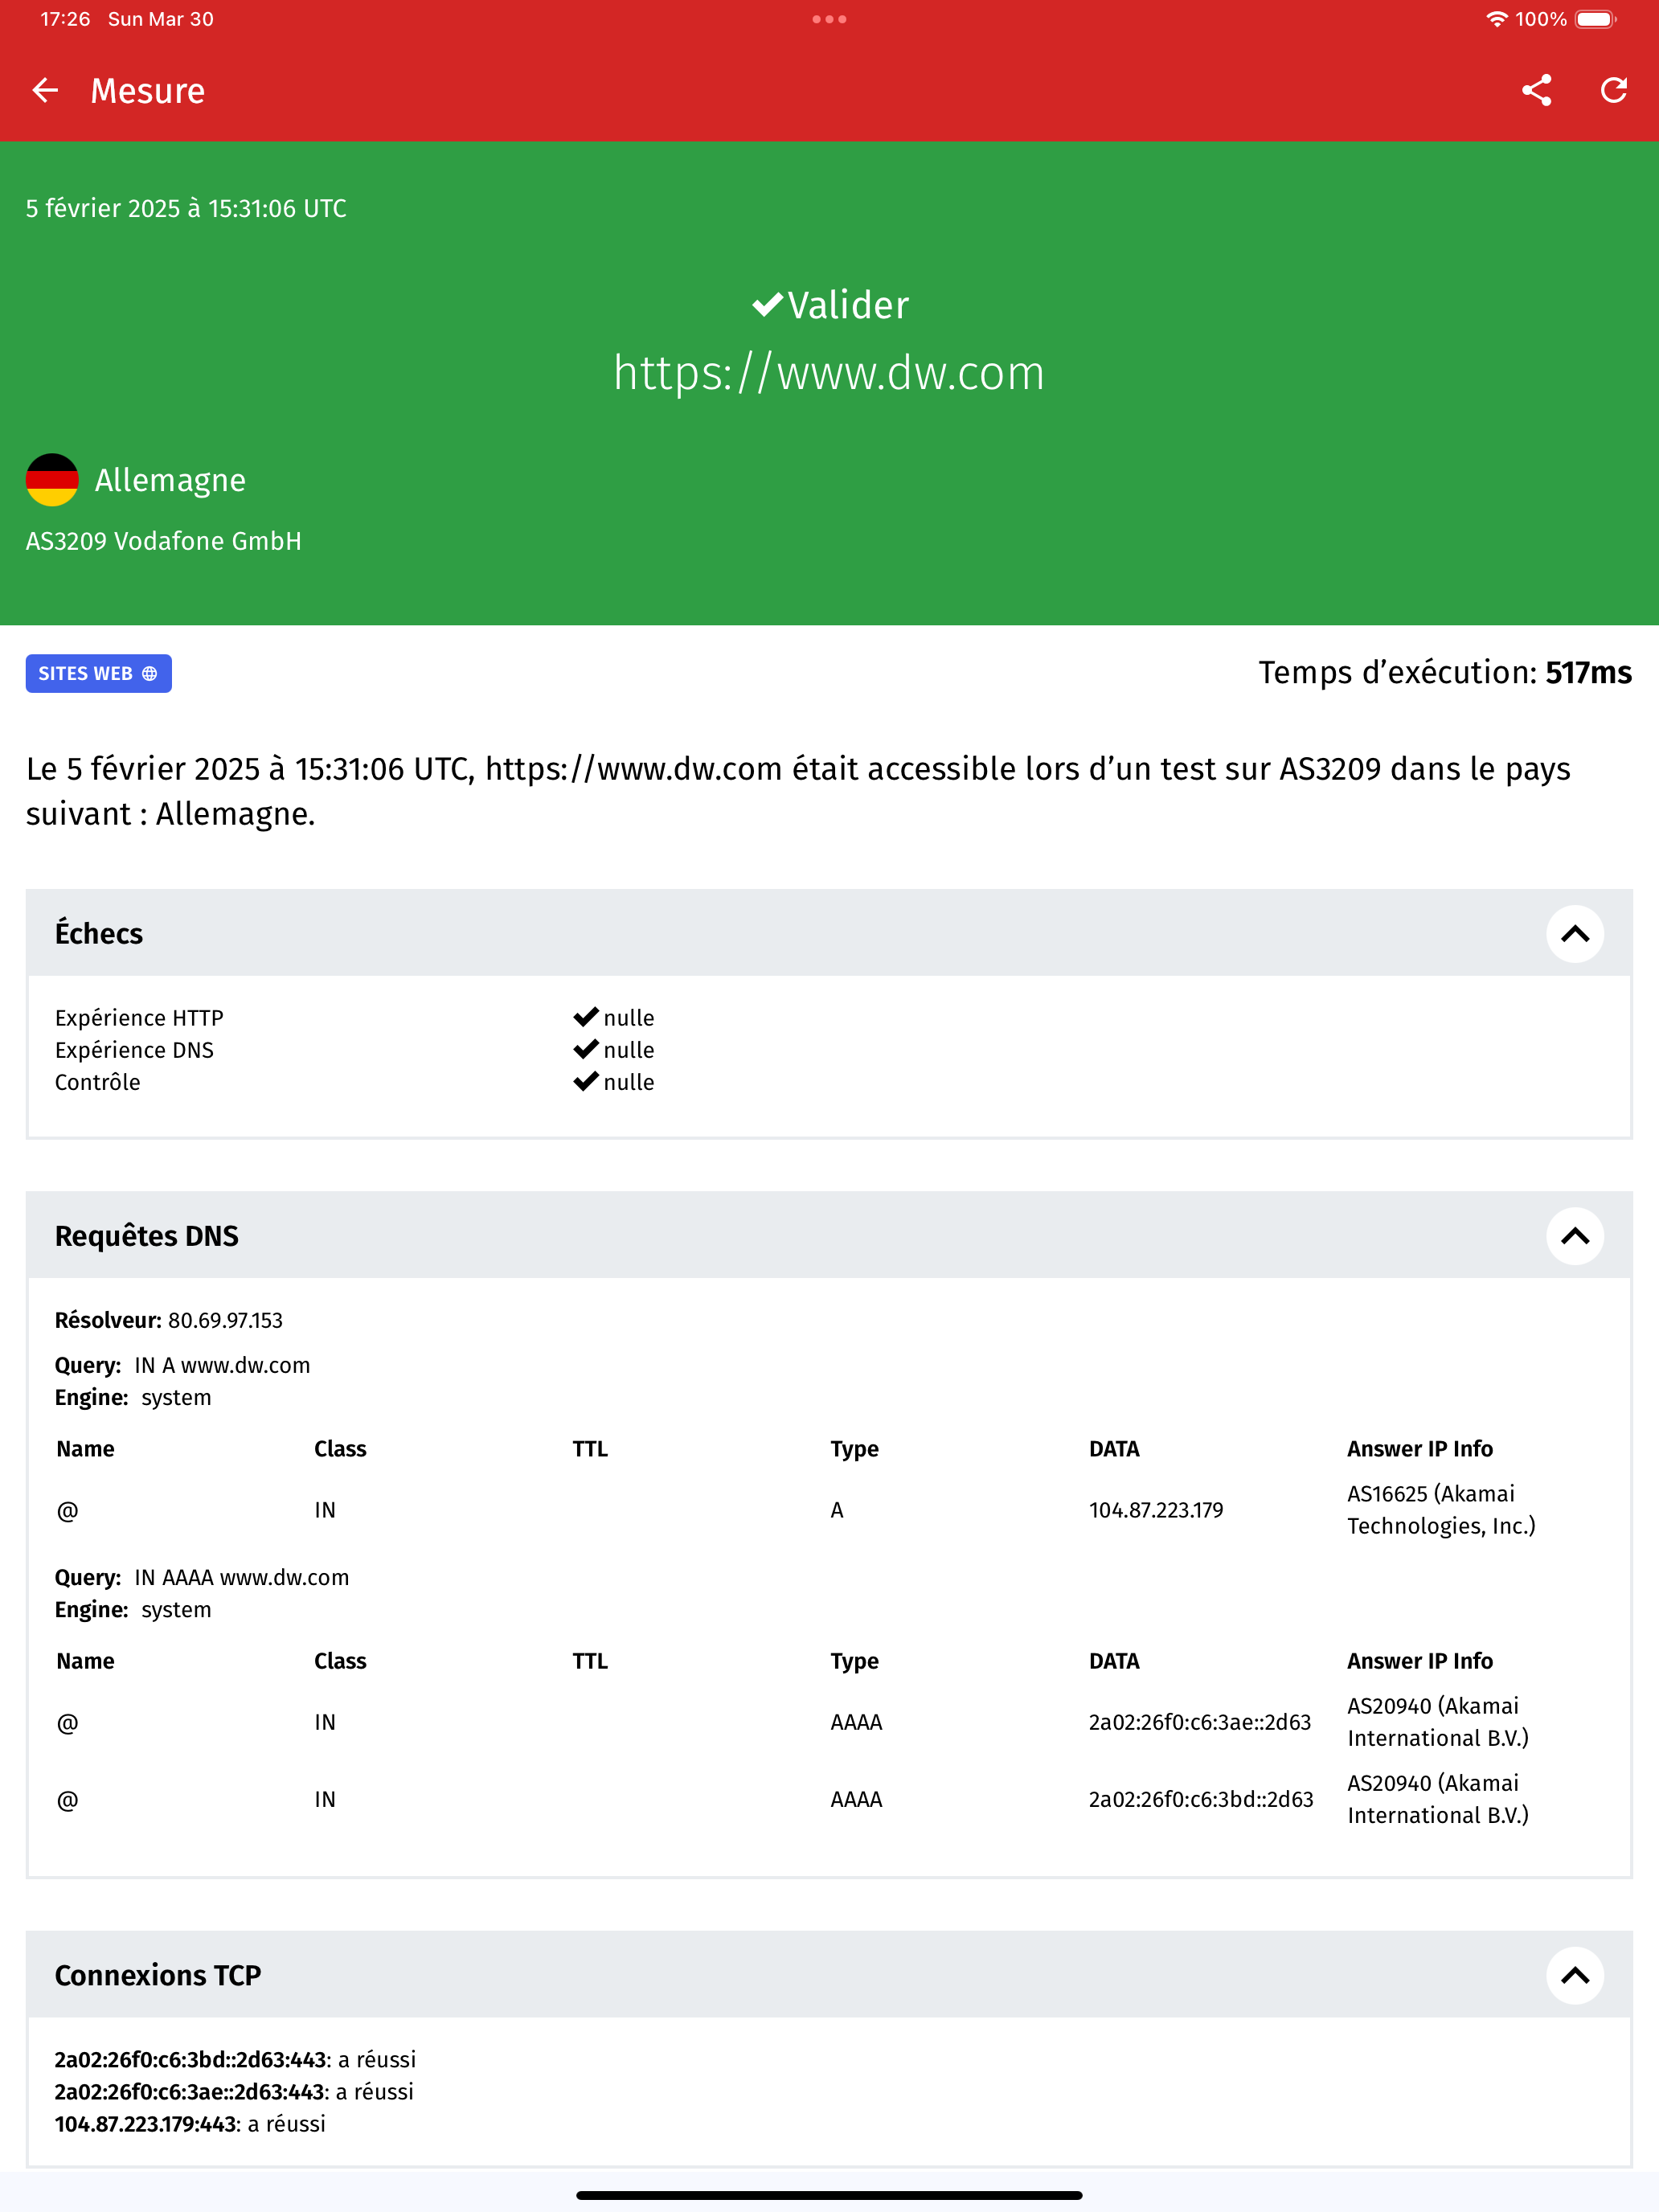 17:26 Sun Mar 30
100%
Mesure
5 février 2025 à 15:31:06 UTC
Valider
https://www.dw.com
Allemagne
AS3209 Vodafone GmbH
SITES WEB
Temps d’exécution: 517ms
Le 5 février 2025 à 15:31:06 UTC, https://www.dw.com était accessible lors d’un test sur AS3209 dans le pays
suivant : Allemagne.
Échecs
Expérience HTTP nulle
Expérience DNS nulle
Contrôle nulle
Requêtes DNS
Résolveur: 80.69.97.153
Query: IN A www.dw.com
Engine: system
Name Class TTL Type DATA Answer IP Info
@ IN A 104.87.223.179 AS16625 (Akamai
Technologies, Inc.)
Query: IN AAAA www.dw.com
Engine: system
Name Class TTL Type DATA Answer IP Info
@ IN AAAA 2a02:26f0:c6:3ae::2d63 AS20940 (Akamai
International B.V.)
@ IN AAAA 2a02:26f0:c6:3bd::2d63 AS20940 (Akamai
International B.V.)
Connexions TCP
2a02:26f0:c6:3bd::2d63:443: a réussi
2a02:26f0:c6:3ae::2d63:443: a réussi
104.87.223.179:443: a réussi